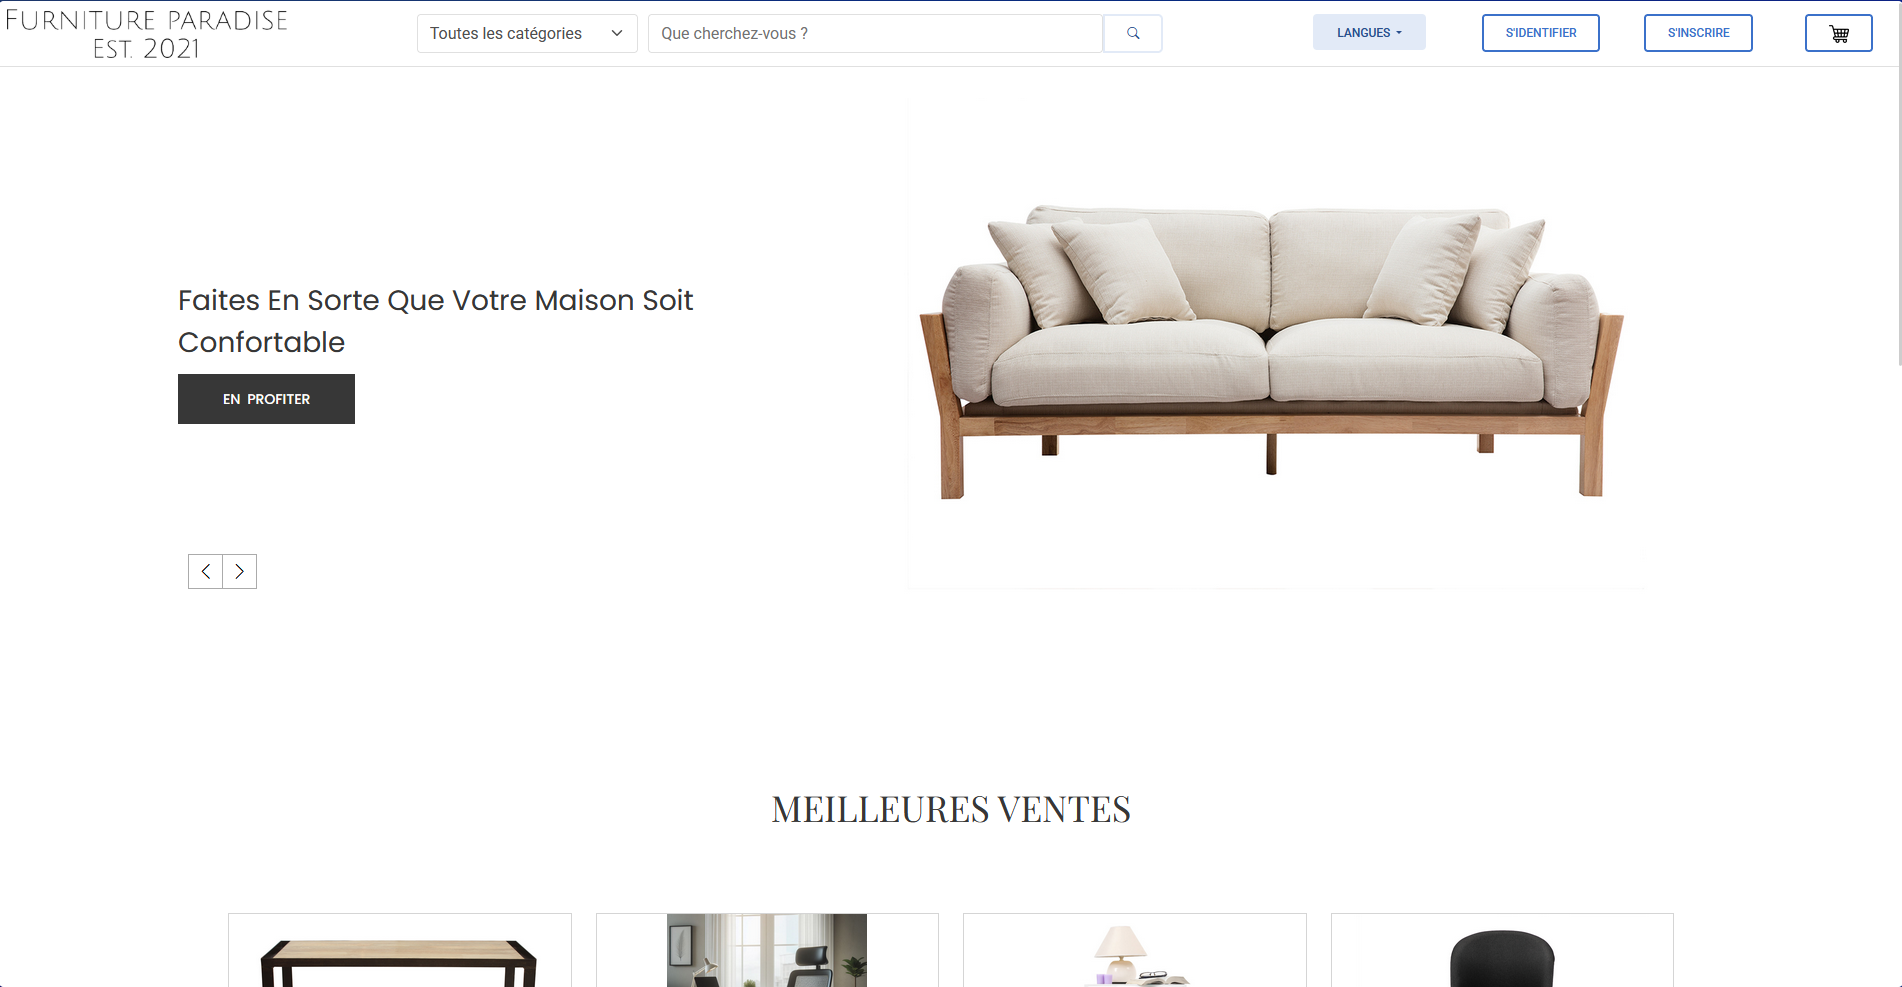 FURNITURE PARADISE
EST. 2021
Toutes les catégories
Que cherchez-vous ?
LANGUES
S'IDENTIFIER
S'INSCRIRE
Faites En Sorte Que Votre Maison Soit
Confortable
EN PROFITER
MEILLEURES VENTES